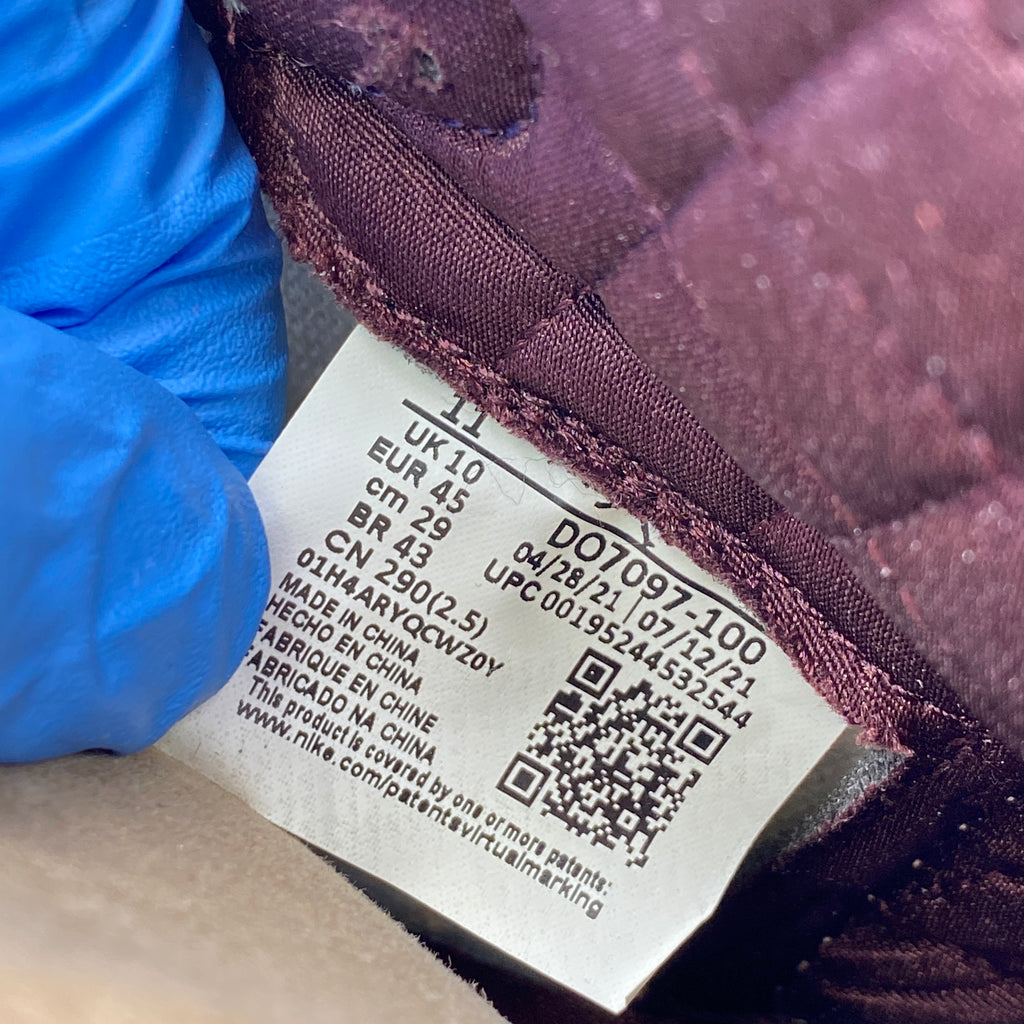 11
UK 10
EUR 45
cm 29
BR 43
CN 290(2.5)
01H4ARYQCWZ0Y
MADE IN CHINA
HECHO EN CHINA
FABRIQUE EN CHINE
FABRICADO NA CHINA
This product is covered by one or more patents:
www.nike.com/patentsvirtualmarking
DO7097-100
04/28/21 | 07/12/21
UPC 00195244532544